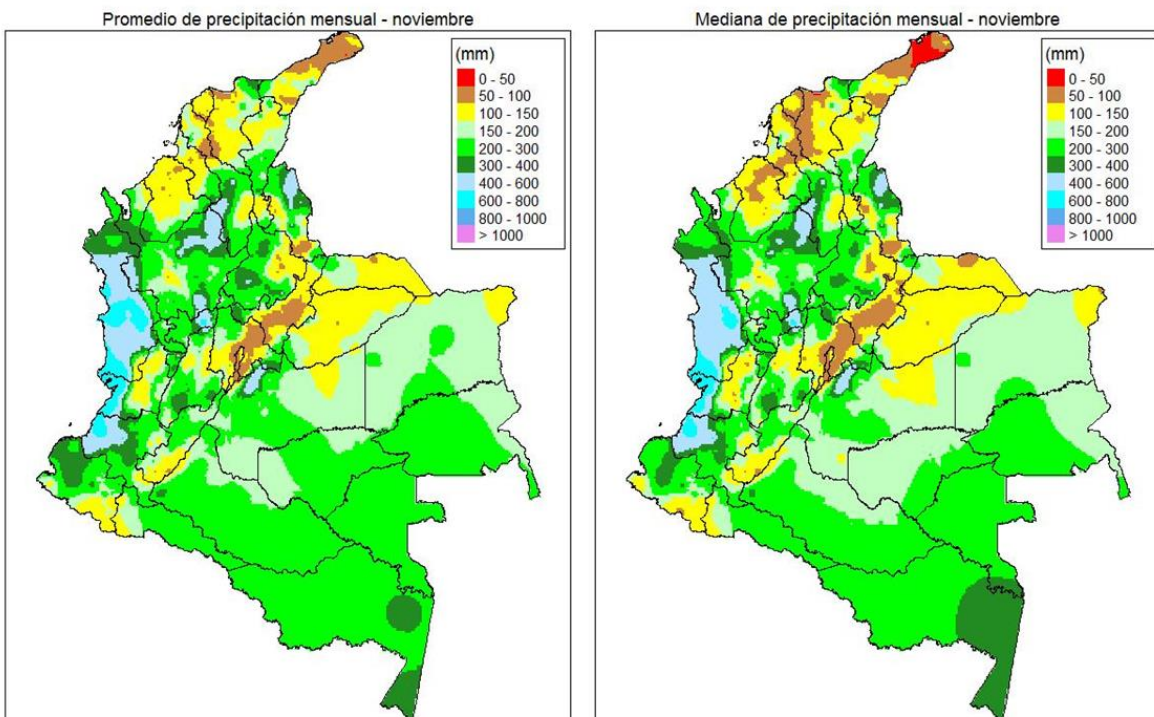 Promedio de precipitación mensual - noviembre
(mm)
0 - 50
50 - 100
100 - 150
150 - 200
200 - 300
300 - 400
400 - 600
600 - 800
800 - 1000
> 1000
Mediana de precipitación mensual - noviembre
(mm)
0 - 50
50 - 100
100 - 150
150 - 200
200 - 300
300 - 400
400 - 600
600 - 800
800 - 1000
> 1000